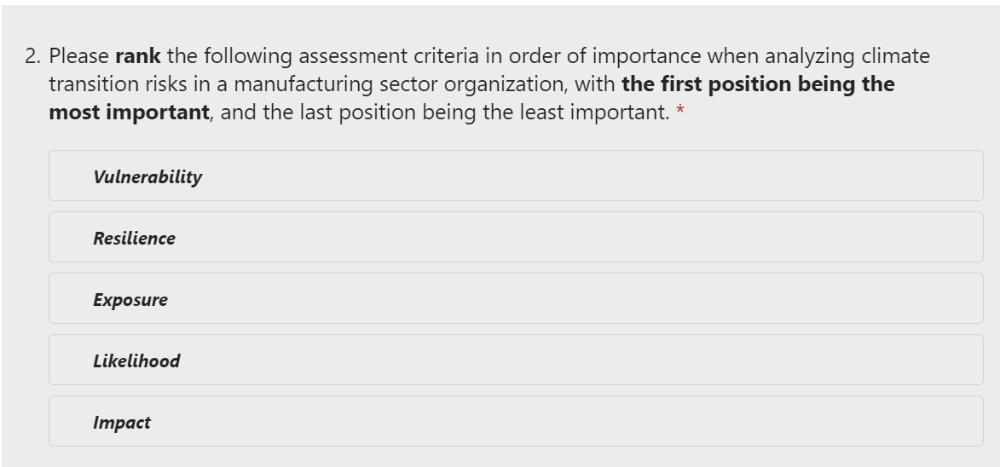 2. Please rank the following assessment criteria in order of importance when analyzing climate
transition risks in a manufacturing sector organization, with the first position being the
most important, and the last position being the least important. *
Vulnerability
Resilience
Exposure
Likelihood
Impact